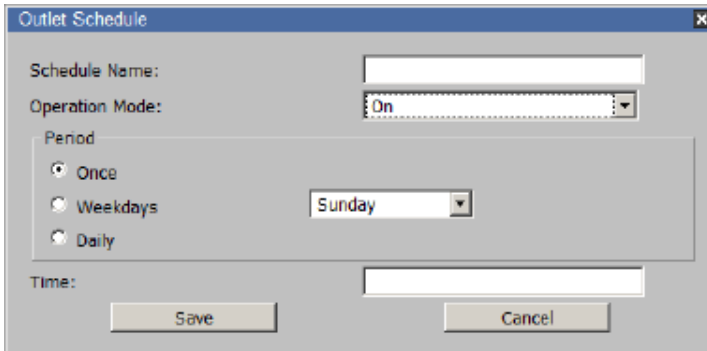 Outlet Schedule
Schedule Name:
Operation Mode: On
Period
Once
Weekdays Sunday
Daily
Time:
Save Cancel